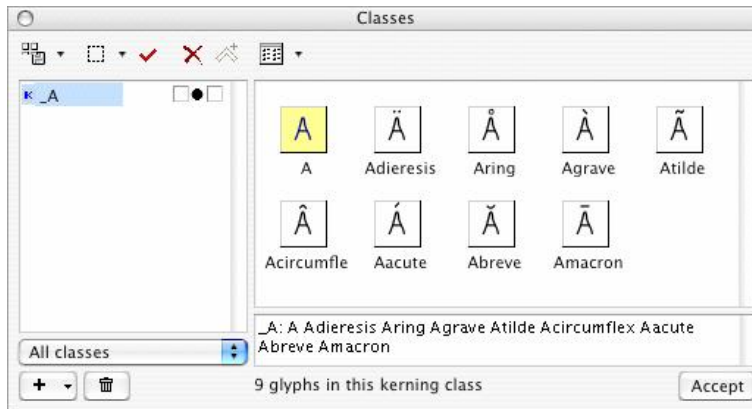 Classes
K _A
A Adieresis Aring Agrave Atilde
Acircumfle Aacute Abreve Amacron
_A: A Adieresis Aring Agrave Atilde Acircumflex Aacute
Abreve Amacron
All classes
9 glyphs in this kerning class
Accept